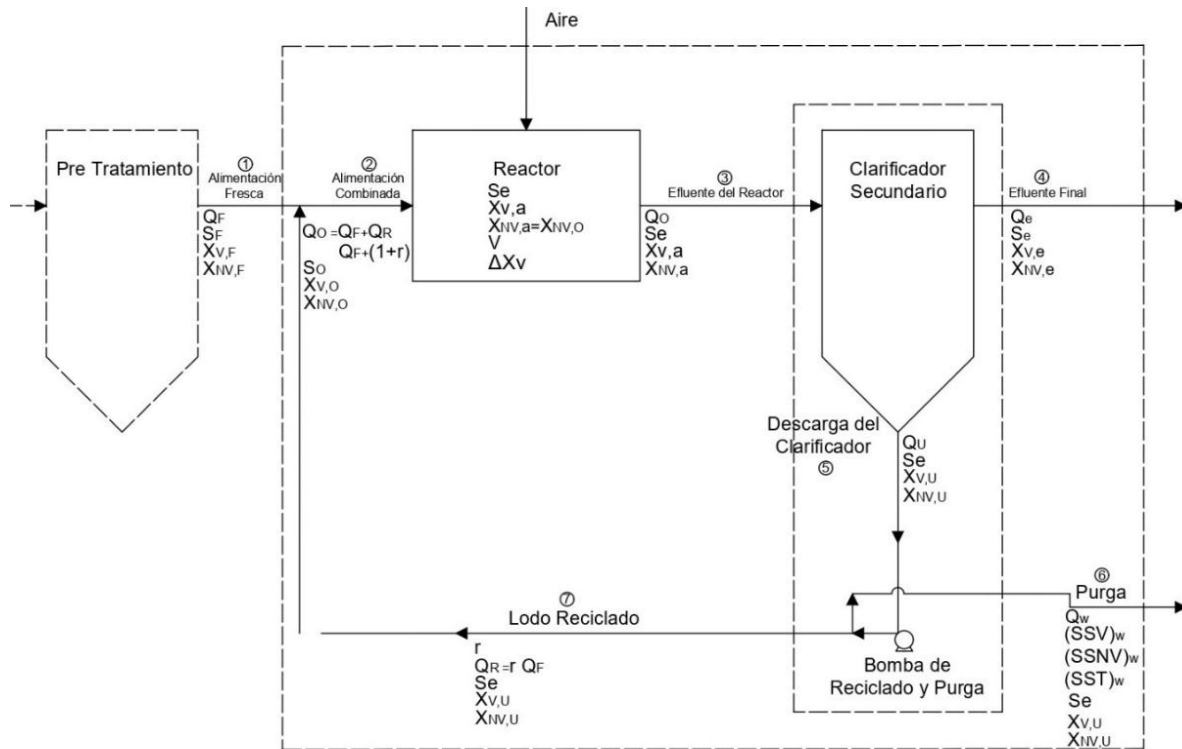 Aire
Pre Tratamiento
①
Alimentación
Fresca
QF
SF
XV,F
XNV,F
②
Alimentación
Combinada
QO =QF+QR
QF+(1+r)
SO
XV,O
XNV,O
Reactor
Se
Xv,a
XNV,a=XNV,O
V
ΔXv
③
Efluente del Reactor
QO
Se
Xv,a
XNV,a
Clarificador
Secundario
④
Efluente Final
Qe
Se
XV,e
XNV,e
Descarga del
Clarificador
⑤
QU
Se
XV,U
XNV,U
⑥
Purga
Qw
(SSV)w
(SSNV)w
(SST)w
Se
XV,U
XNV,U
Bomba de
Reciclado y Purga
⑦
Lodo Reciclado
r
QR =r QF
Se
XV,U
XNV,U